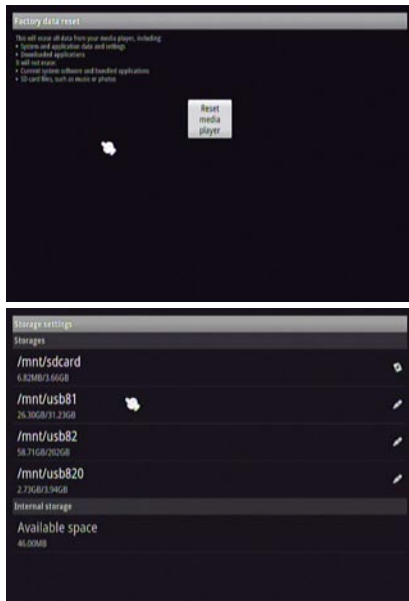 Factory data reset
This will erase all data from your media player, including:
• System and application data and settings
• Downloaded applications
It will not erase:
• Current system software and bundled applications
• SD card files, such as music or photos
Reset
media
player
Storage settings
Storages
/mnt/sdcard
6.82MB/3.66GB
/mnt/usb81
26.30GB/31.23GB
/mnt/usb82
58.71GB/202GB
/mnt/usb820
2.73GB/3.94GB
Internal storage
Available space
46.00MB